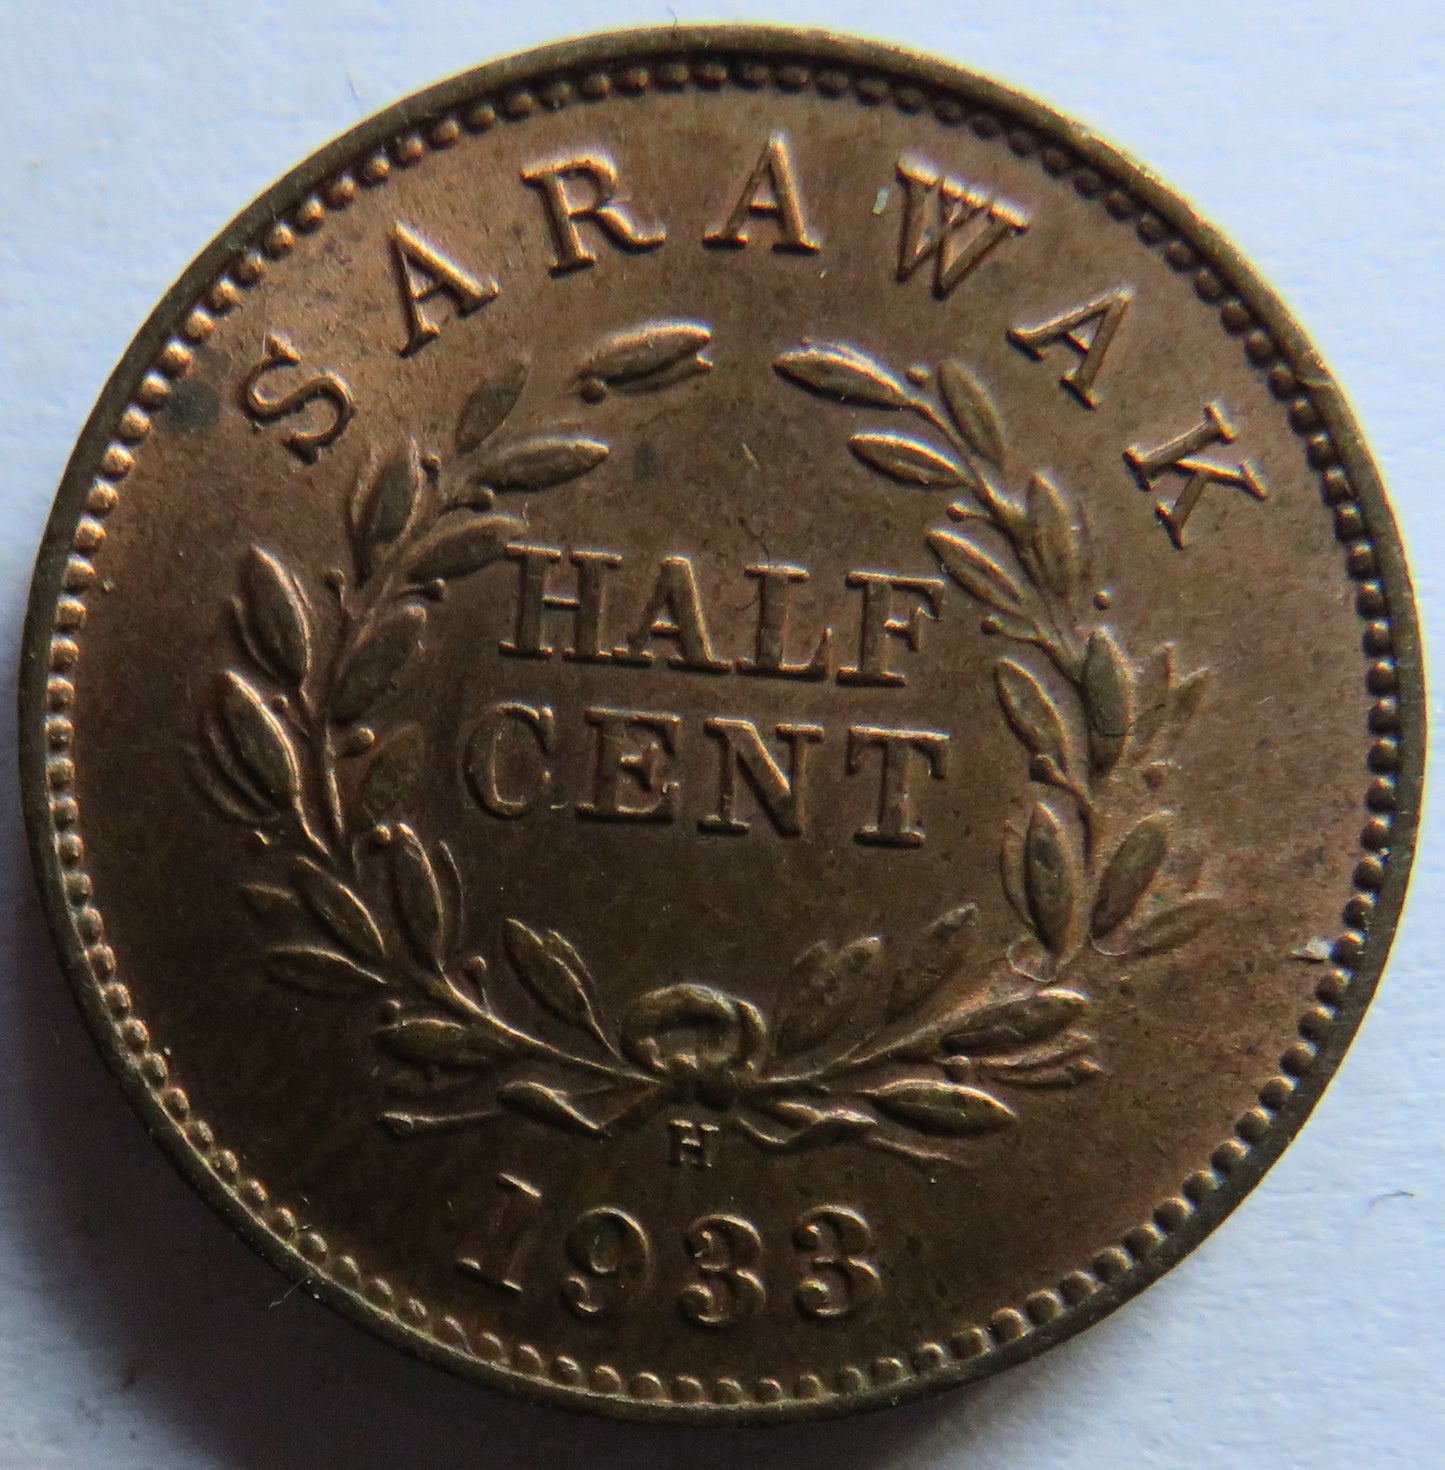 SARAWAK
HALF
CENT
H
1933